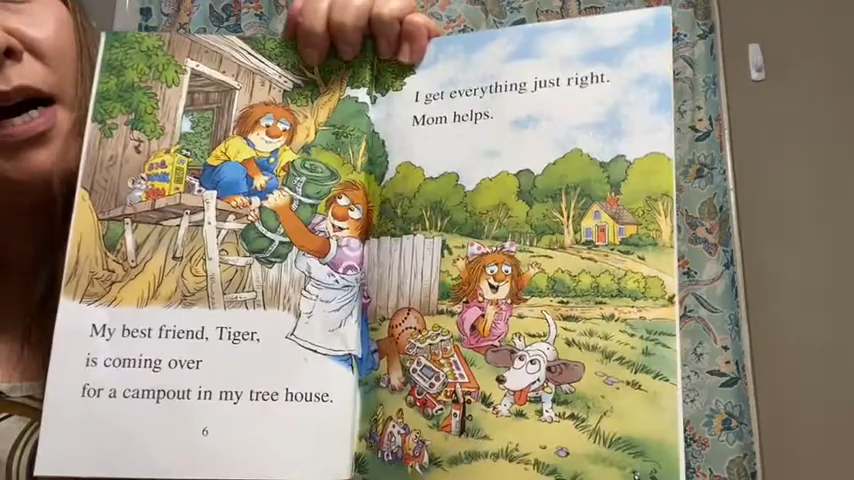 My best friend, Tiger,
is coming over
for a campout in my tree house.
6
I get everything just right.
Mom helps.